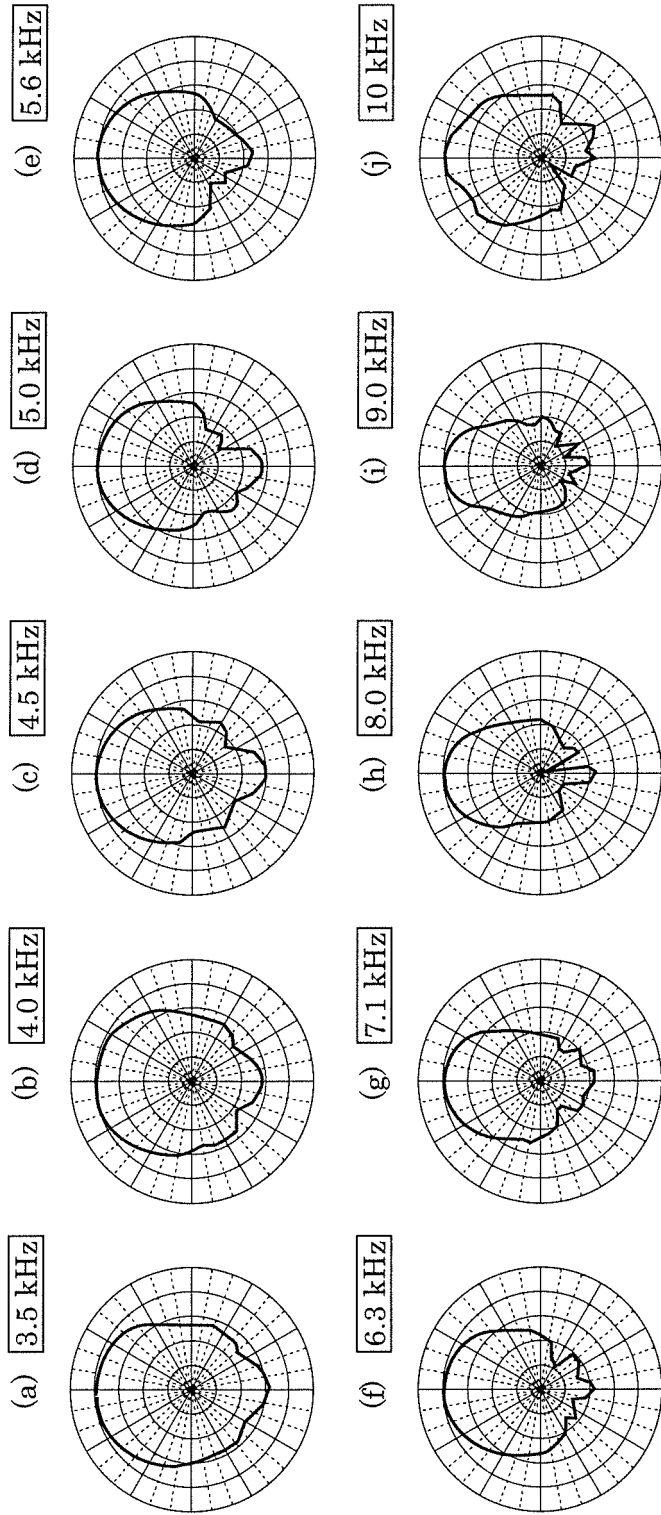 (a) 3.5 kHz
(b) 4.0 kHz
(c) 4.5 kHz
(d) 5.0 kHz
(e) 5.6 kHz
(f) 6.3 kHz
(g) 7.1 kHz
(h) 8.0 kHz
(i) 9.0 kHz
(j) 10 kHz